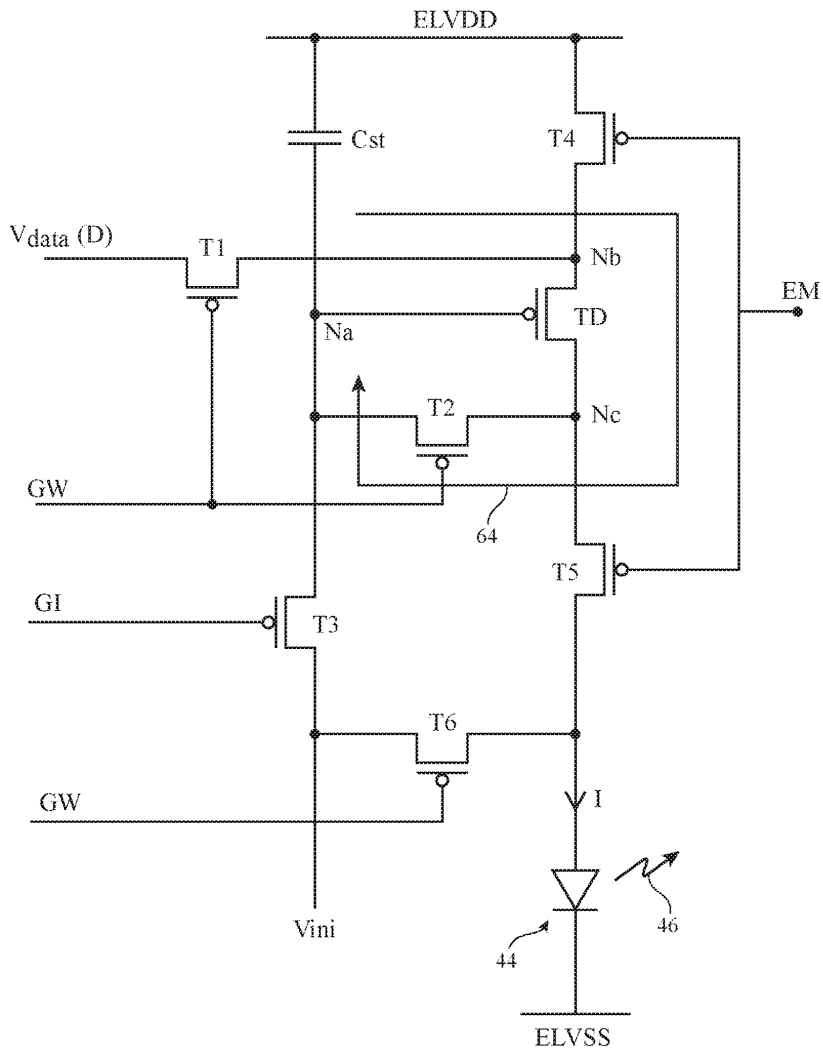 ELVDD
Cst
T4
Vdata (D)
T1
Nb
EM
TD
Na
T2
Nc
GW
64
T5
GI
T3
T6
GW
I
Vini
44
46
ELVSS